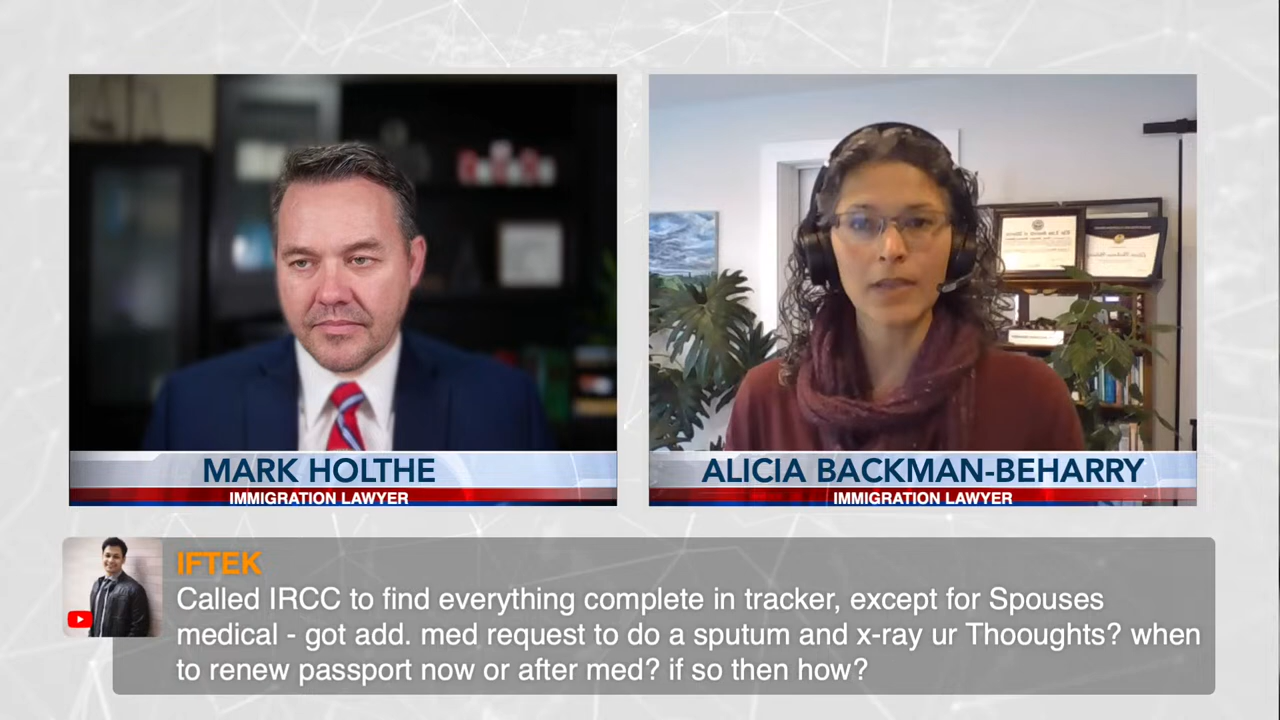 MARK HOLTHE
IMMIGRATION LAWYER
ALICIA BACKMAN-BEHARRY
IMMIGRATION LAWYER
IFTEK
Called IRCC to find everything complete in tracker, except for Spouses
medical - got add. med request to do a sputum and x-ray ur Thooughts? when
to renew passport now or after med? if so then how?